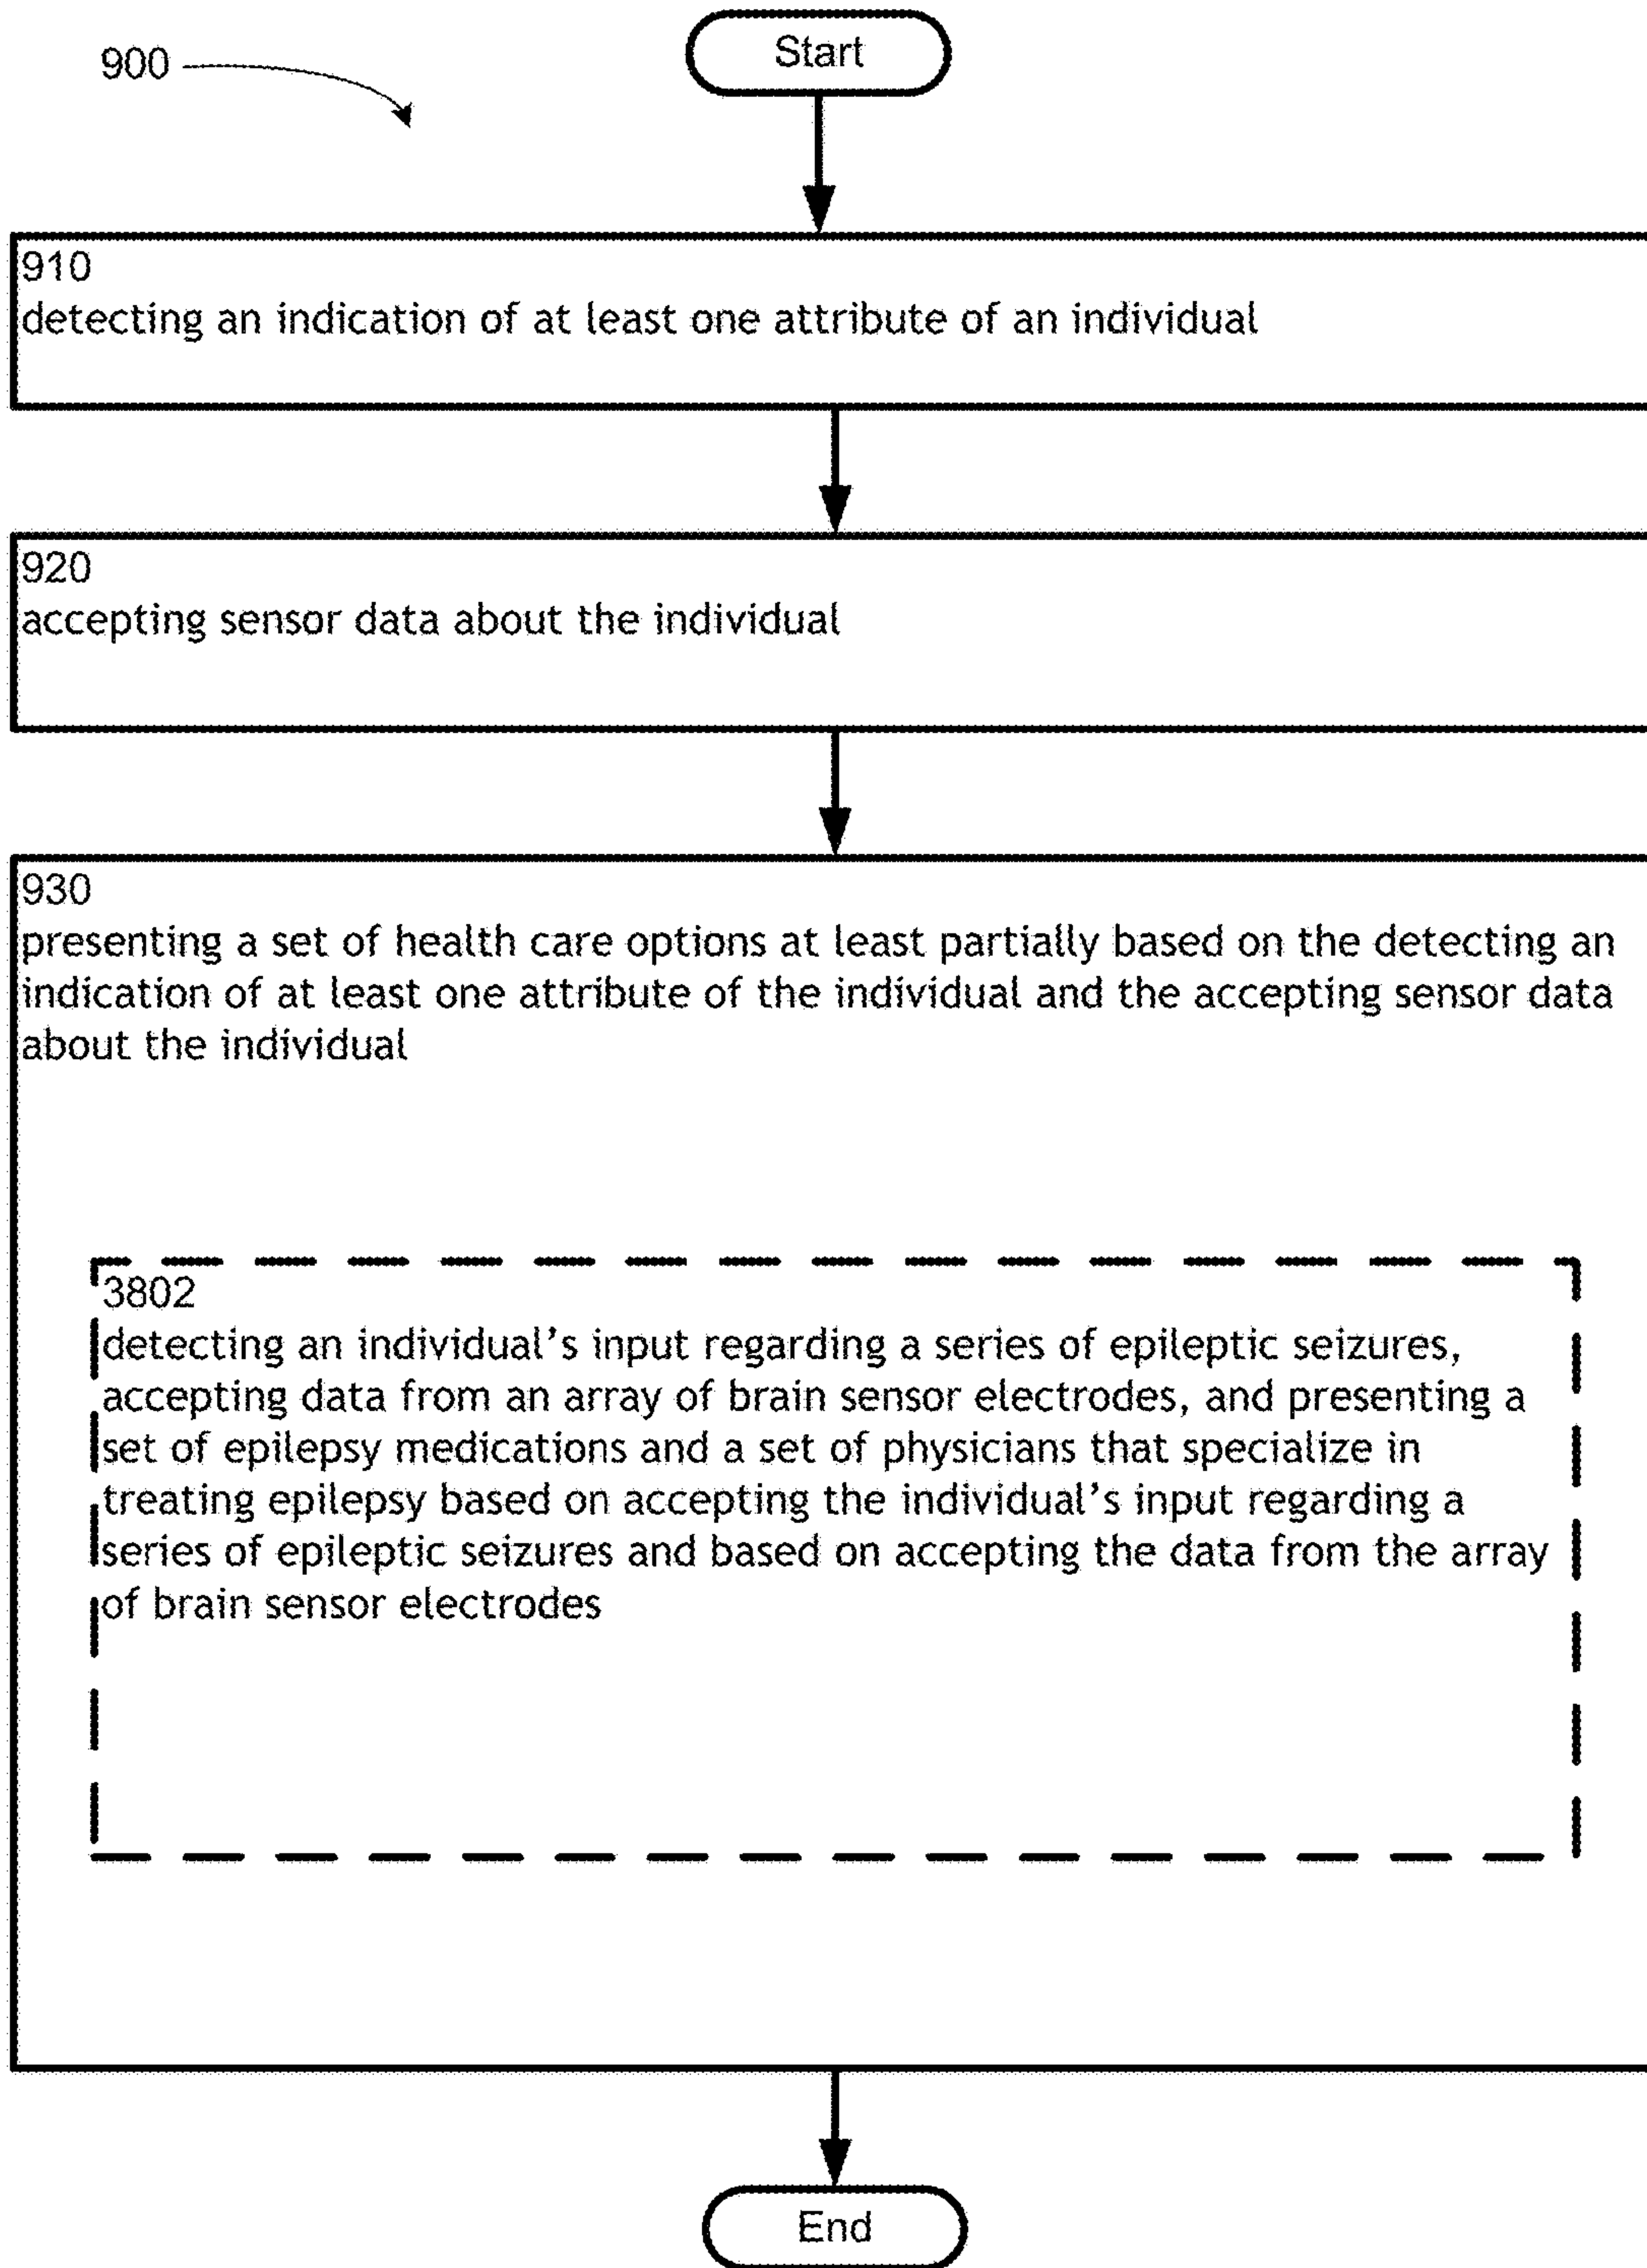 Start
900
910
detecting an indication of at least one attribute of an individual
920
accepting sensor data about the individual
930
presenting a set of health care options at least partially based on the detecting an
indication of at least one attribute of the individual and the accepting sensor data
about the individual
3802
detecting an individual's input regarding a series of epileptic seizures,
accepting data from an array of brain sensor electrodes, and presenting a
set of epilepsy medications and a set of physicians that specialize in
treating epilepsy based on accepting the individual's input regarding a
series of epileptic seizures and based on accepting the data from the array
of brain sensor electrodes
End